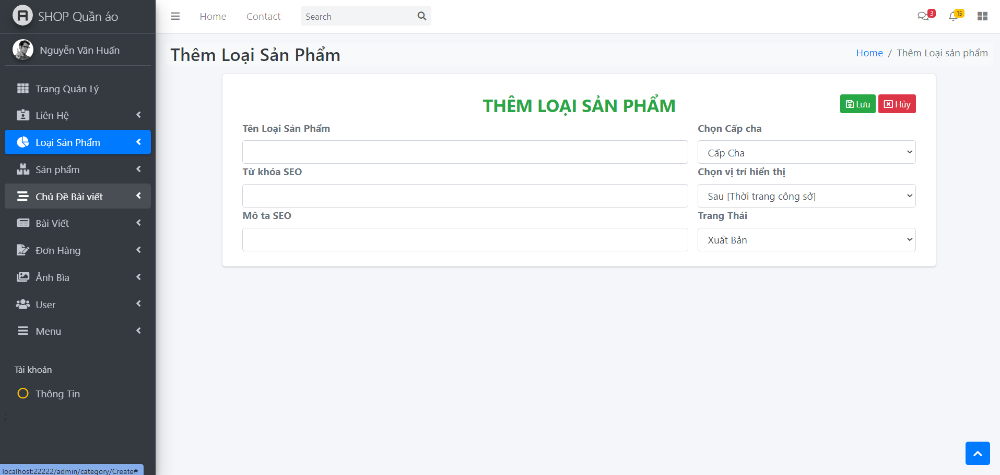 SHOP Quần áo
Home
Contact
Search
3
15
Nguyễn Văn Huấn
Thêm Loại Sản Phẩm
Home / Thêm Loại sản phẩm
Trang Quản Lý
Liên Hệ
Loại Sản Phẩm
Sản phẩm
Chủ Đề Bài viết
Bài Viết
Đơn Hàng
Ảnh Bìa
User
Menu
Tài khoản
Thông Tin
;
THÊM LOẠI SẢN PHẨM
Lưu
Hủy
Tên Loại Sản Phẩm
Chọn Cấp cha
Cấp Cha
Từ khóa SEO
Chọn vị trí hiển thị
Sau [Thời trang công sở]
Mô ta SEO
Trang Thái
Xuất Bản
localhost:22222/admin/category/Create#